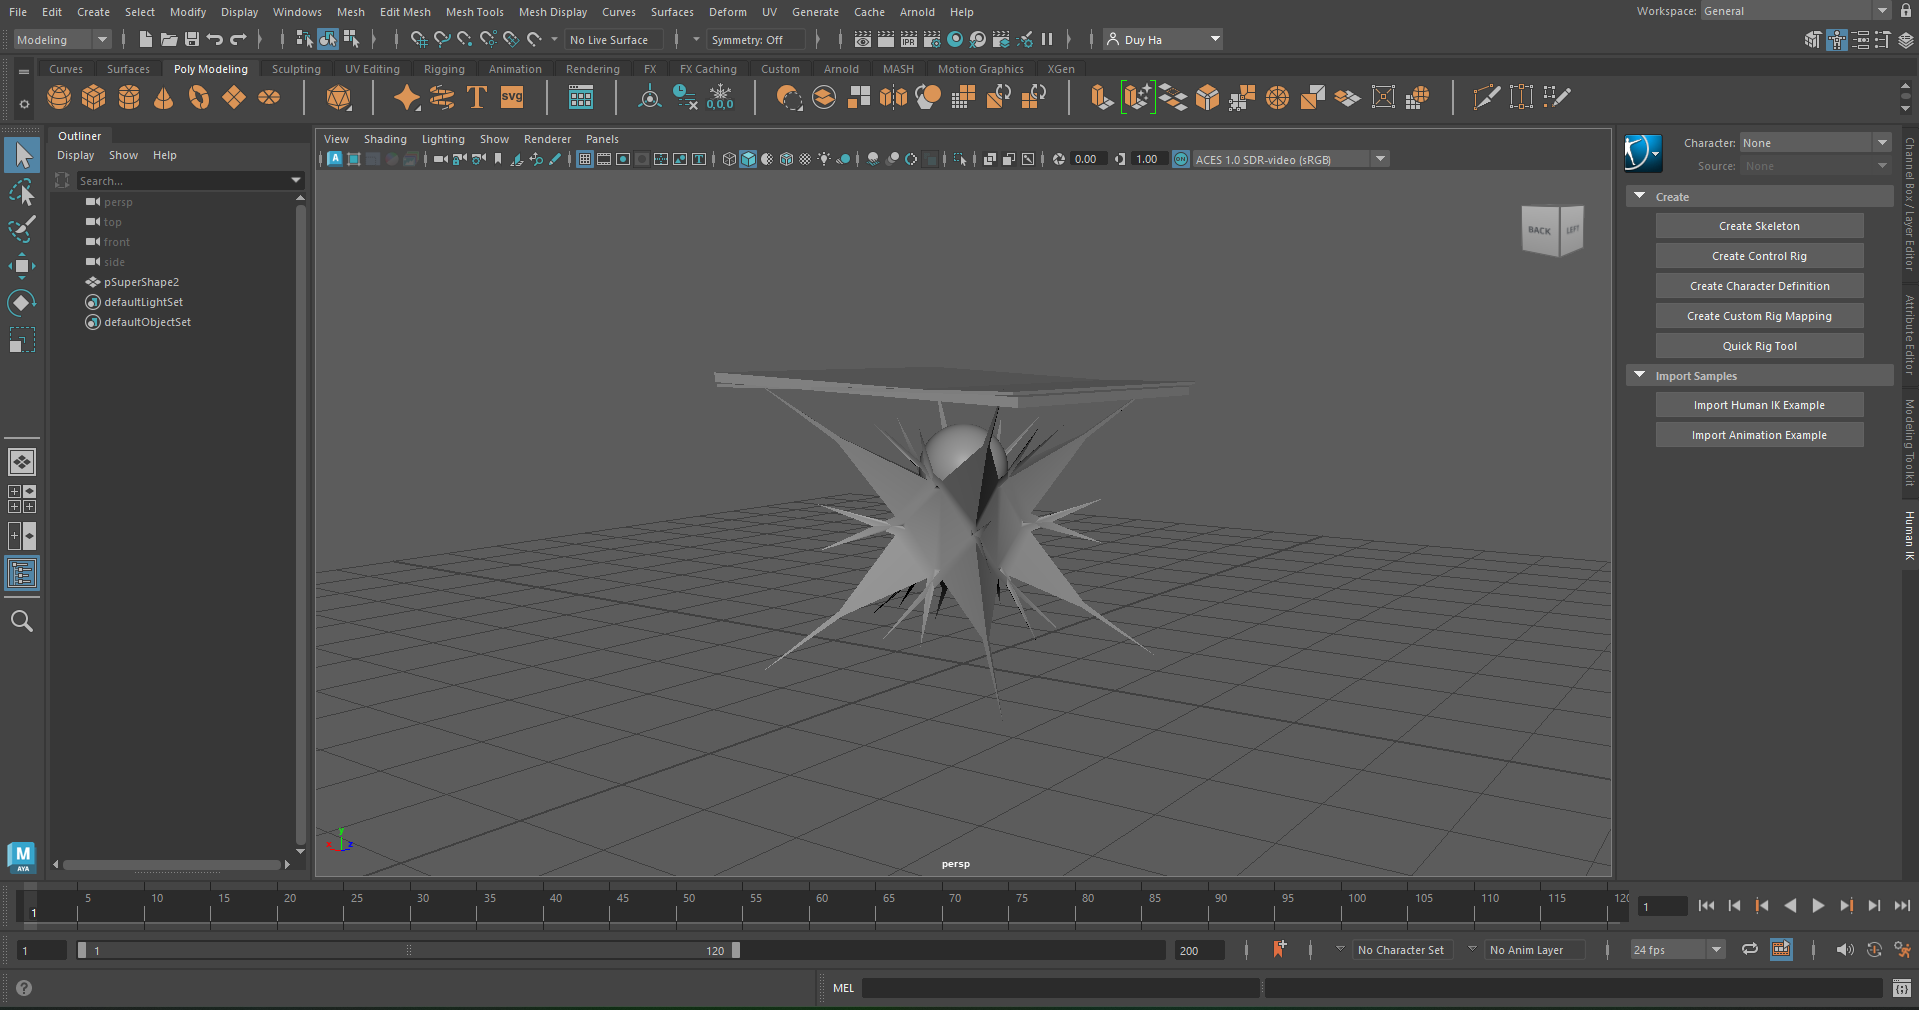 File Edit Create Select Modify Display Windows Mesh Edit Mesh Mesh Tools Mesh Display Curves Surfaces Deform UV Generate Cache Arnold Help Workspace: General
Modeling No Live Surface Symmetry: Off IPR Duy Ha
Curves Surfaces Poly Modeling Sculpting UV Editing Rigging Animation Rendering FX FX Caching Custom Arnold MASH Motion Graphics XGen
T SVG 0,0,0
Outliner
Display Show Help
Search...
persp
top
front
side
pSuperShape2
defaultLightSet
defaultObjectSet
View Shading Lighting Show Renderer Panels
A T 0.00 1.00 ON ACES 1.0 SDR-video (sRGB)
BACK LEFT
y
x z
persp
Character: None
Source: None
Create
Create Skeleton
Create Control Rig
Create Character Definition
Create Custom Rig Mapping
Quick Rig Tool
Import Samples
Import Human IK Example
Import Animation Example
Channel Box / Layer Editor
Attribute Editor
Modeling Toolkit
Human IK
M
AYA
5 10 15 20 25 30 35 40 45 50 55 60 65 70 75 80 85 90 95 100 105 110 115 120
1 1
1 1 120 200 No Character Set No Anim Layer 24 fps
? MEL